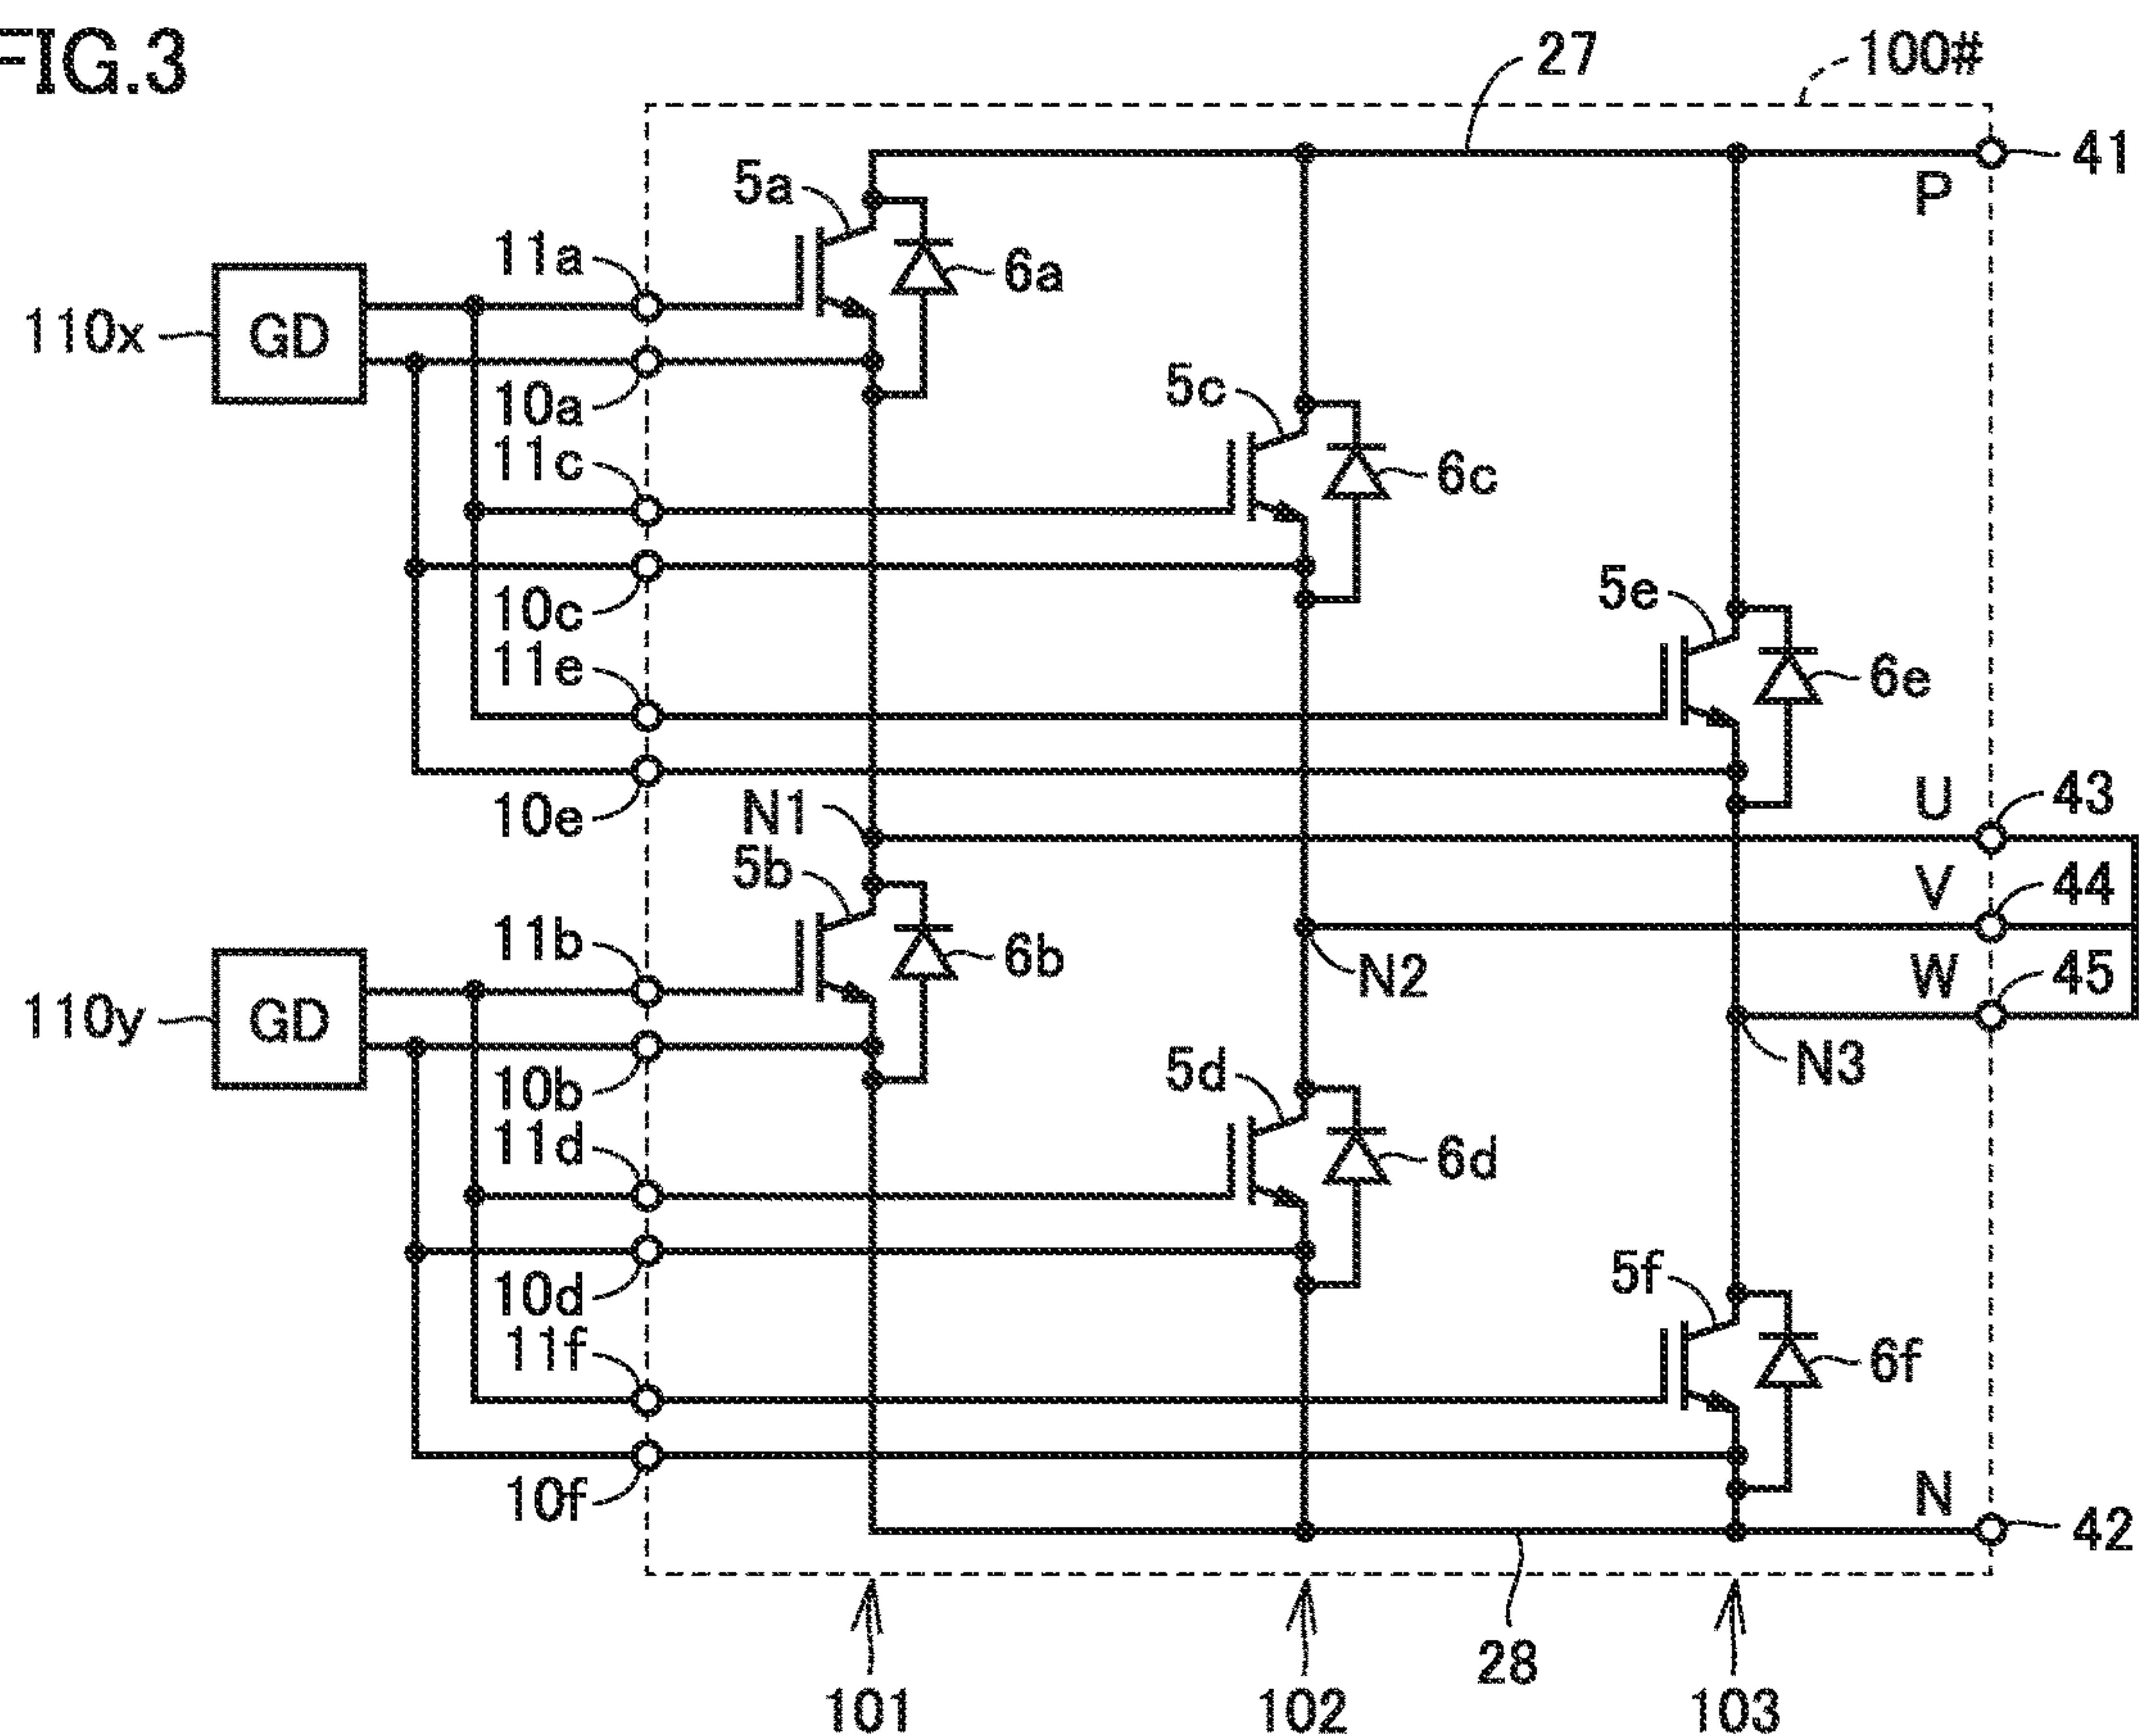 FIG.3
27
100#
41
P
5a
11a
6a
110x
GD
10a
5c
11c
6c
10c
5e
11e
6e
10e
N1
U
43
5b
V
44
11b
6b
N2
W
45
110y
GD
10b
5d
N3
11d
6d
10d
5f
11f
6f
10f
N
42
28
101
102
103